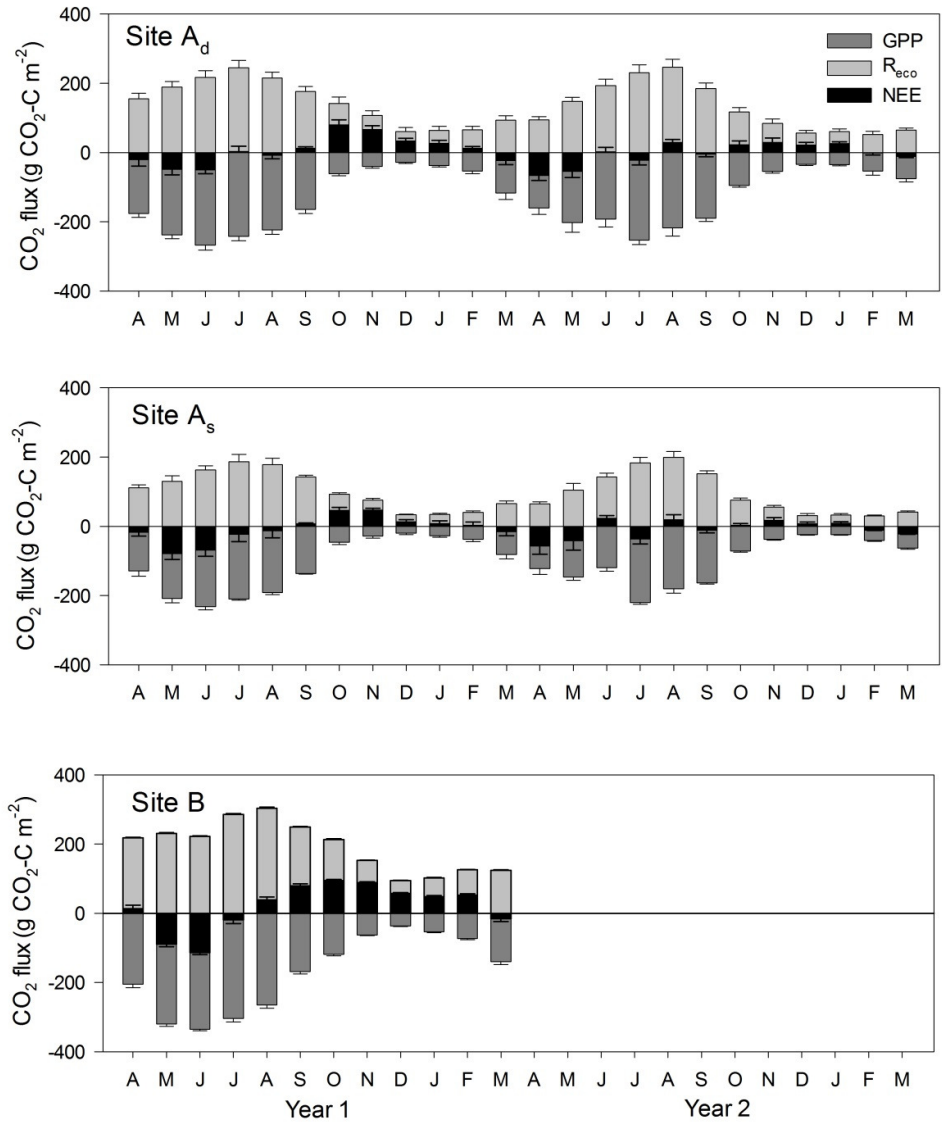 Site A_d
GPP
R_eco
NEE
CO₂ flux (g CO₂-C m⁻²)
400
200
0
-200
-400
A M J J A S O N D J F M A M J J A S O N D J F M
Site A_s
CO₂ flux (g CO₂-C m⁻²)
400
200
0
-200
-400
A M J J A S O N D J F M A M J J A S O N D J F M
Site B
CO₂ flux (g CO₂-C m⁻²)
400
200
0
-200
-400
A M J J A S O N D J F M A M J J A S O N D J F M
Year 1 Year 2